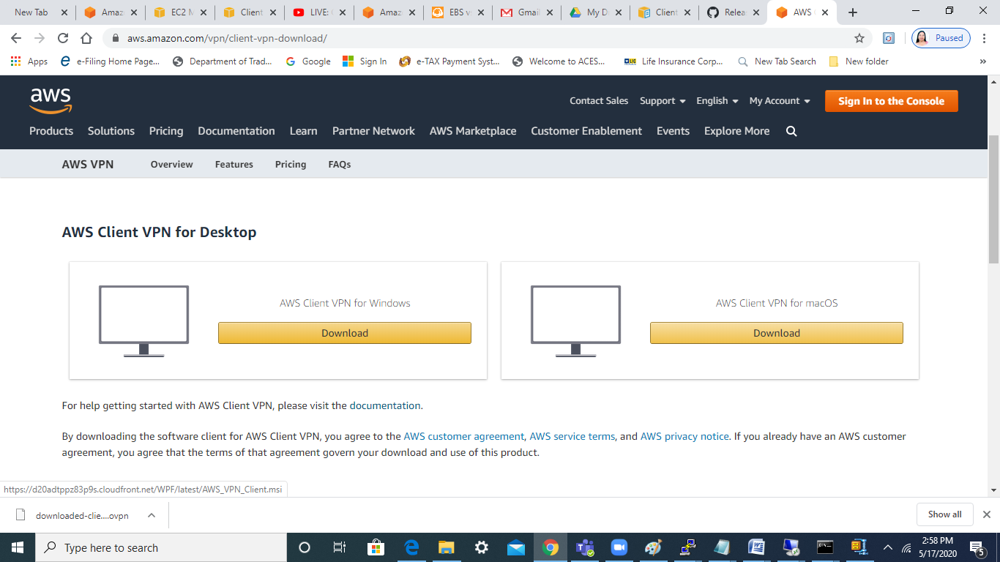 New Tab Amaz EC2 M Client LIVE: Amaz EBS v Gmail My D Client Relea AWS
aws.amazon.com/vpn/client-vpn-download/ Paused
Apps e-Filing Home Page... Department of Trad... Google Sign In e-TAX Payment Syst... Welcome to ACES... Life Insurance Corp... New Tab Search New folder
aws
Contact Sales Support English My Account Sign In to the Console
Products Solutions Pricing Documentation Learn Partner Network AWS Marketplace Customer Enablement Events Explore More
AWS VPN Overview Features Pricing FAQs
AWS Client VPN for Desktop
AWS Client VPN for Windows
Download
AWS Client VPN for macOS
Download
For help getting started with AWS Client VPN, please visit the documentation.
By downloading the software client for AWS Client VPN, you agree to the AWS customer agreement, AWS service terms, and AWS privacy notice. If you already have an AWS customer
agreement, you agree that the terms of that agreement govern your download and use of this product.
https://d20adtppz83p9s.cloudfront.net/WPF/latest/AWS_VPN_Client.msi
downloaded-clie....ovpn Show all
Type here to search
2:58 PM
5/17/2020
5